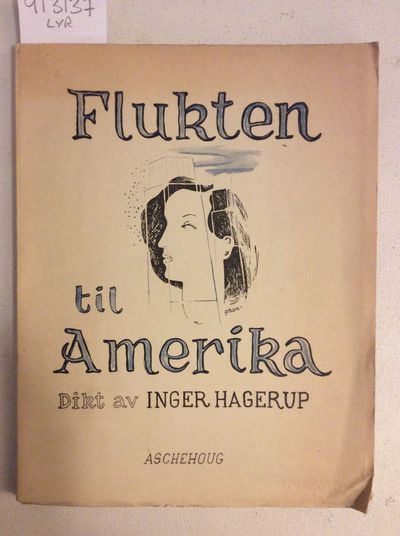 913137
LYR
Flukten
til
Amerika
Dikt av INGER HAGERUP
ASCHEHOUG